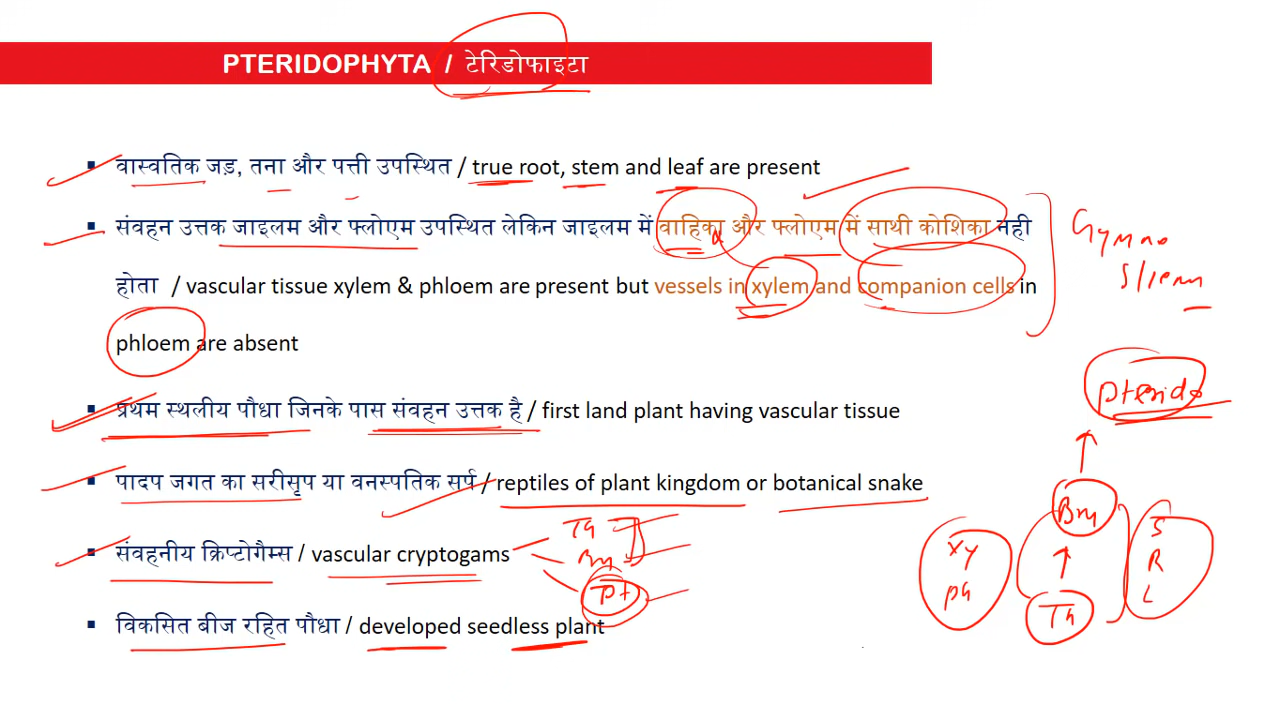 PTERIDOPHYTA / टेरिडोफाइटा
▪ वास्वतिक जड़, तना और पत्ती उपस्थित / true root, stem and leaf are present
▪ संवहन उत्तक जाइलम और फ्लोएम उपस्थित लेकिन जाइलम में वाहिका और फ्लोएम में साथी कोशिका नही
होता / vascular tissue xylem & phloem are present but vessels in xylem and companion cells in
phloem are absent
▪ प्रथम स्थलीय पौधा जिनके पास संवहन उत्तक है / first land plant having vascular tissue
▪ पादप जगत का सरीसृप या वनस्पतिक सर्प / reptiles of plant kingdom or botanical snake
▪ संवहनीय क्रिप्टोगैम्स / vascular cryptogams
▪ विकसित बीज रहित पौधा / developed seedless plant
Gymno
Sperm
Pterido
Bry
Th
Xy
Ph
S
R
L
Th
Bry
Pt